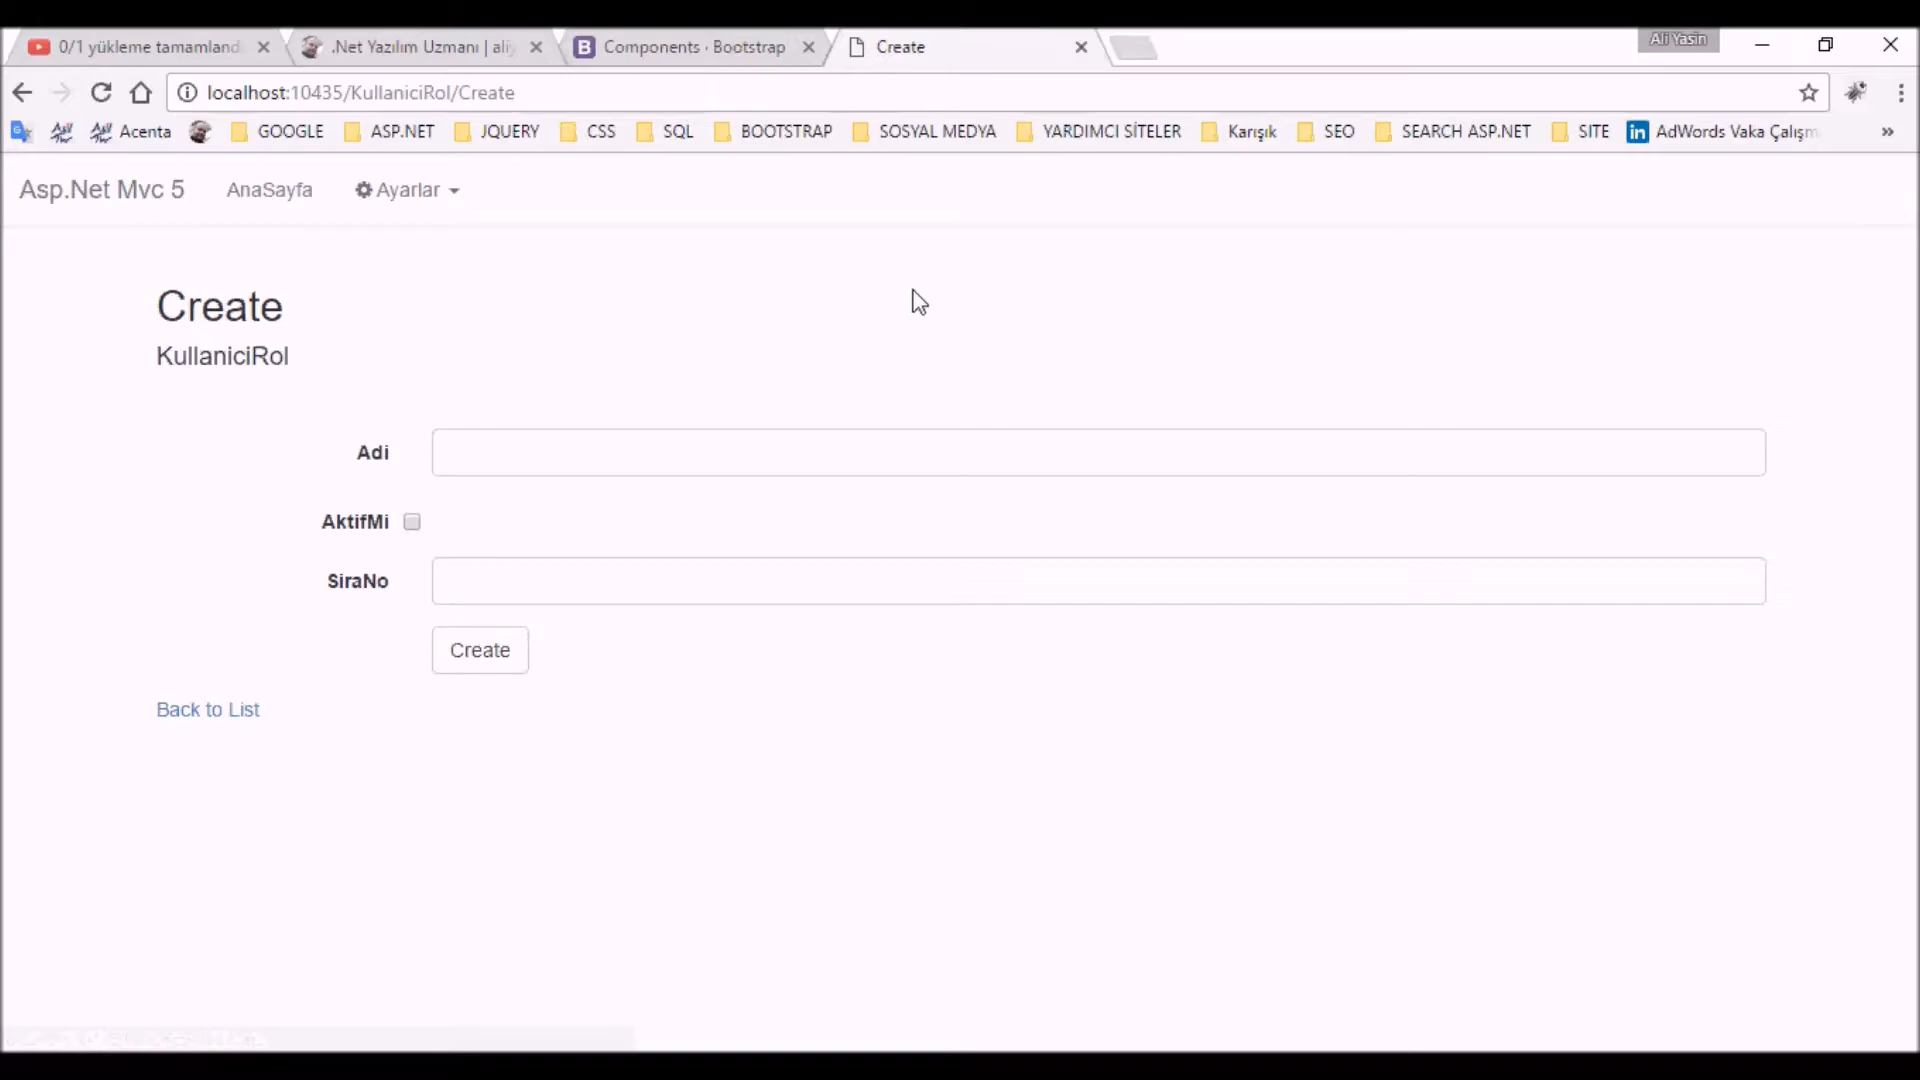 0/1 yükleme tamamland
.Net Yazılım Uzmanı | aliy
Components · Bootstrap
Create
Ali Yasin
localhost:10435/KullaniciRol/Create
Acenta
GOOGLE
ASP.NET
JQUERY
CSS
SQL
BOOTSTRAP
SOSYAL MEDYA
YARDIMCI SİTELER
Karışık
SEO
SEARCH ASP.NET
SITE
AdWords Vaka Çalışm
»
Asp.Net Mvc 5
AnaSayfa
Ayarlar
Create
KullaniciRol
Adi
AktifMi
SiraNo
Create
Back to List